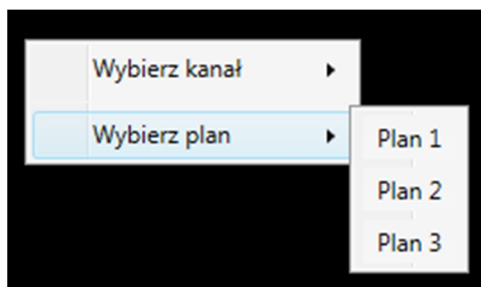 Wybierz kanał
Wybierz plan
Plan 1
Plan 2
Plan 3